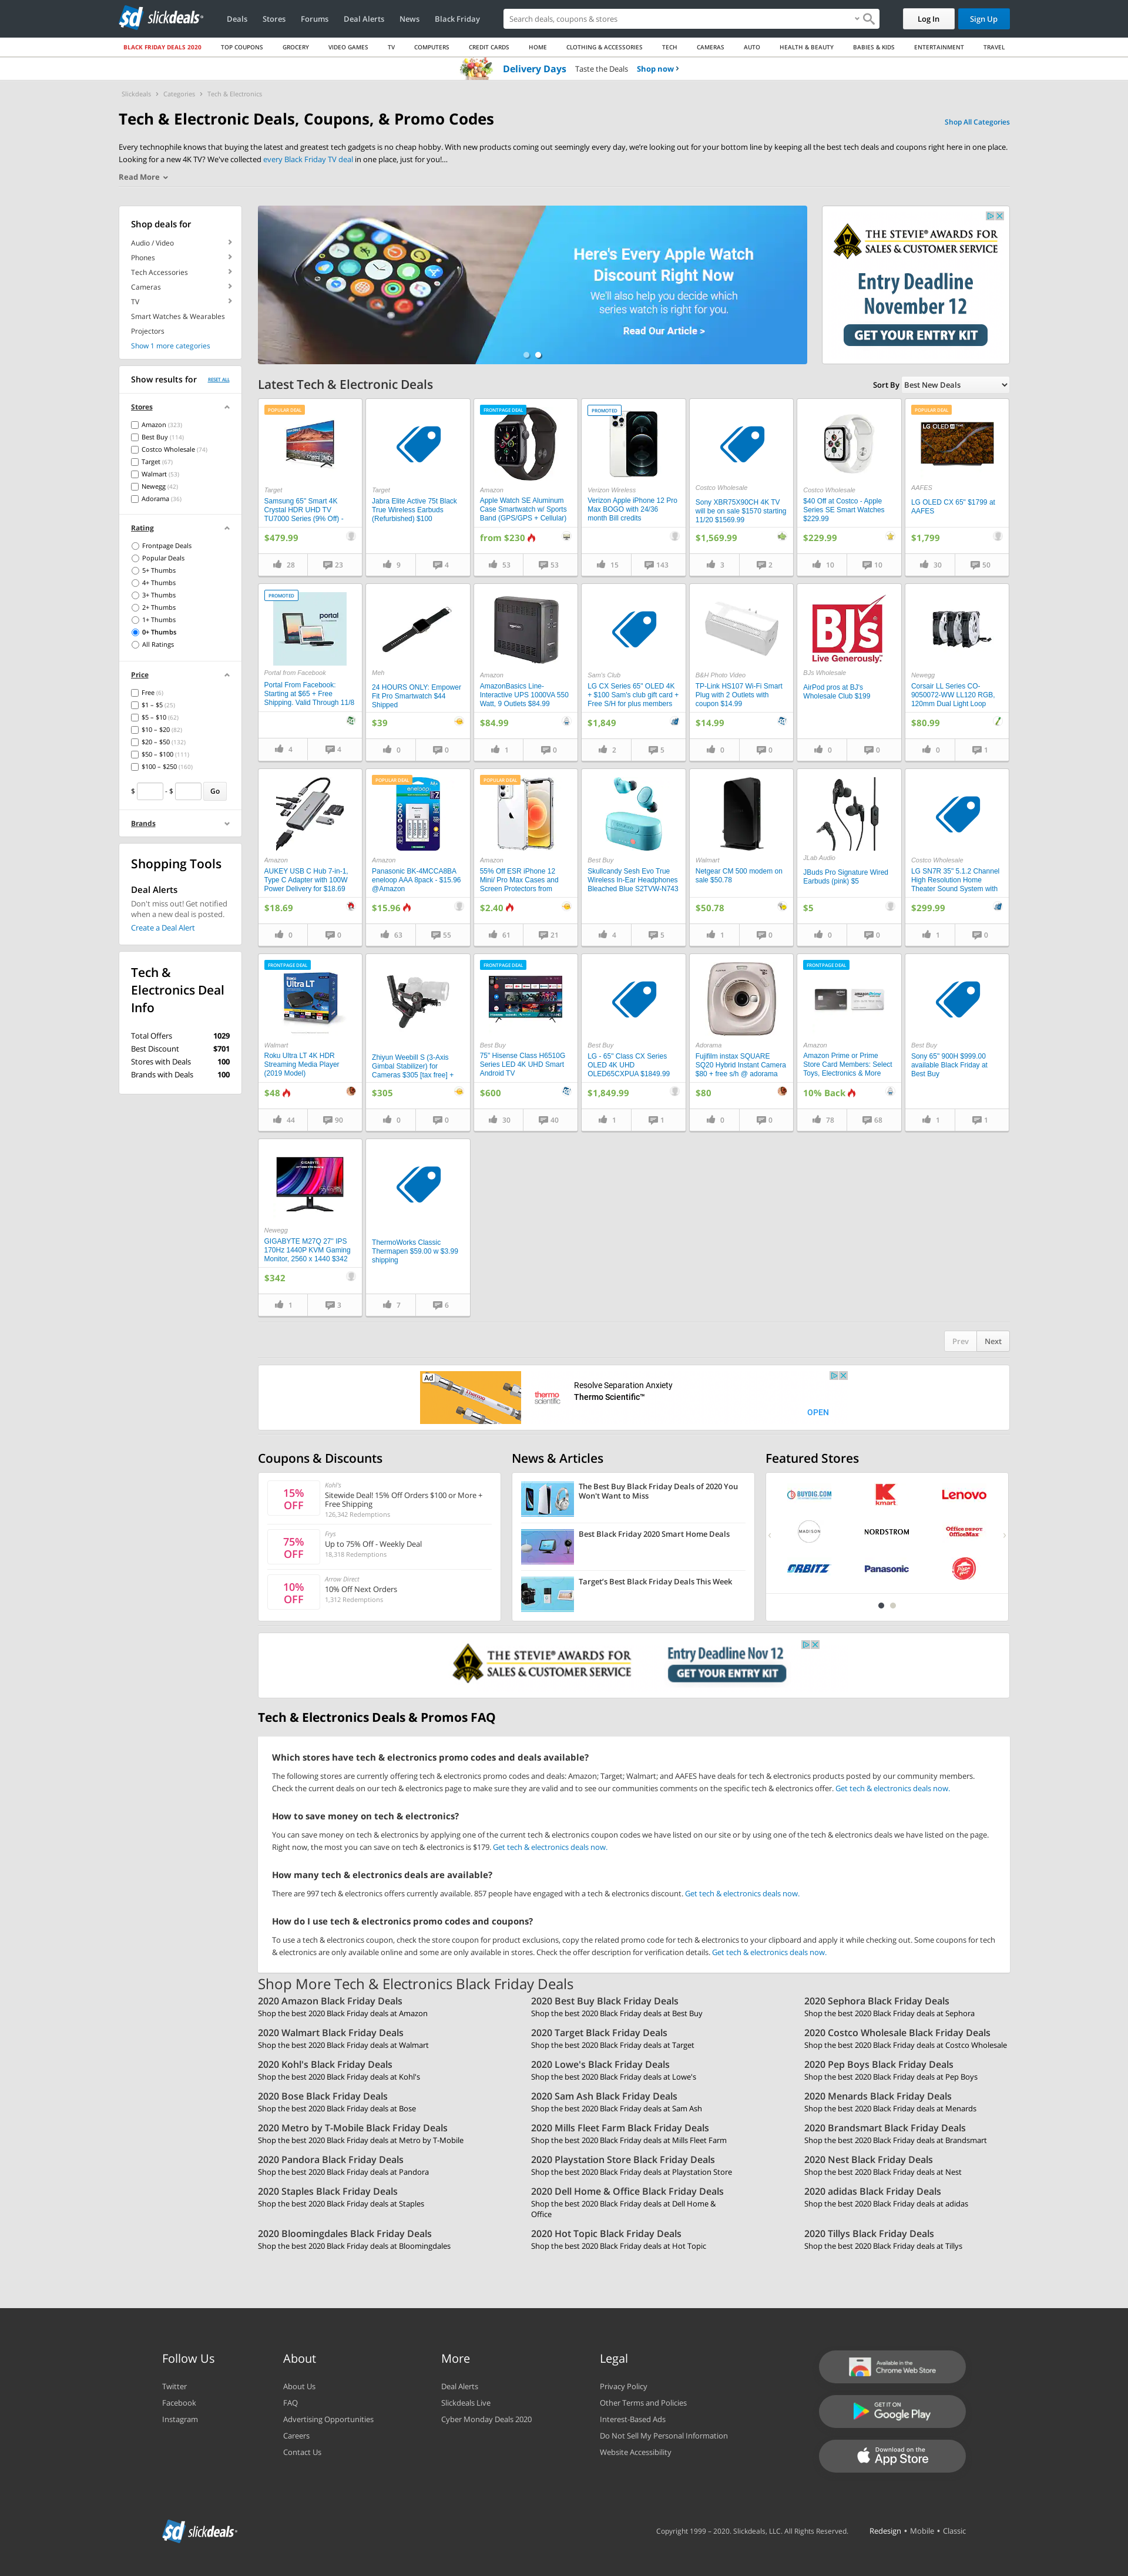 slickdeals
Deals
Stores
Forums
Deal Alerts
News
Black Friday
Search deals, coupons & stores
Log In
Sign Up
BLACK FRIDAY DEALS 2020
TOP COUPONS
GROCERY
VIDEO GAMES
TV
COMPUTERS
CREDIT CARDS
HOME
CLOTHING & ACCESSORIES
TECH
CAMERAS
AUTO
HEALTH & BEAUTY
BABIES & KIDS
ENTERTAINMENT
TRAVEL
Delivery Days Taste the Deals Shop now
Slickdeals > Categories > Tech & Electronics
Tech & Electronic Deals, Coupons, & Promo Codes
Shop All Categories
Every technophile knows that buying the latest and greatest tech gadgets is no cheap hobby. With new products coming out seemingly every day, we're looking out for your bottom line by keeping all the best tech deals and coupons right here in one place.
Looking for a new 4K TV? We've collected every Black Friday TV deal in one place, just for you!...
Read More
Shop deals for
Audio / Video
Phones
Tech Accessories
Cameras
TV
Smart Watches & Wearables
Projectors
Show 1 more categories
Show results for RESET ALL
Stores
Amazon (323)
Best Buy (114)
Costco Wholesale (74)
Target (67)
Walmart (53)
Newegg (42)
Adorama (36)
Rating
Frontpage Deals
Popular Deals
5+ Thumbs
4+ Thumbs
3+ Thumbs
2+ Thumbs
1+ Thumbs
0+ Thumbs
All Ratings
Price
Free (6)
$1 – $5 (25)
$5 – $10 (62)
$10 – $20 (82)
$20 – $50 (132)
$50 – $100 (111)
$100 – $250 (160)
$ - $ Go
Brands
Shopping Tools
Deal Alerts
Don't miss out! Get notified
when a new deal is posted.
Create a Deal Alert
Tech &
Electronics Deal
Info
Total Offers 1029
Best Discount $701
Stores with Deals 100
Brands with Deals 100
Here's Every Apple Watch
Discount Right Now
We'll also help you decide which
series watch is right for you.
Read Our Article >
THE STEVIE AWARDS FOR
SALES & CUSTOMER SERVICE
Entry Deadline
November 12
GET YOUR ENTRY KIT
Latest Tech & Electronic Deals
Sort By Best New Deals
POPULAR DEAL
Target
Samsung 65" Smart 4K
Crystal HDR UHD TV
TU7000 Series (9% Off) -
$479.99
28 23
Target
Jabra Elite Active 75t Black
True Wireless Earbuds
(Refurbished) $100
9 4
FRONTPAGE DEAL
Amazon
Apple Watch SE Aluminum
Case Smartwatch w/ Sports
Band (GPS/GPS + Cellular)
from $230
53 53
PROMOTED
Verizon Wireless
Verizon Apple iPhone 12 Pro
Max BOGO with 24/36
month Bill credits
15 143
Costco Wholesale
Sony XBR75X90CH 4K TV
will be on sale $1570 starting
11/20 $1569.99
$1,569.99
3 2
Costco Wholesale
$40 Off at Costco - Apple
Series SE Smart Watches
$229.99
$229.99
10 10
POPULAR DEAL
LG OLED
AAFES
LG OLED CX 65" $1799 at
AAFES
$1,799
30 50
PROMOTED
portal
Portal from Facebook
Portal From Facebook:
Starting at $65 + Free
Shipping. Valid Through 11/8
4 4
Meh
24 HOURS ONLY: Empower
Fit Pro Smartwatch $44
Shipped
$39
0 0
Amazon
AmazonBasics Line-
Interactive UPS 1000VA 550
Watt, 9 Outlets $84.99
$84.99
1 0
Sam's Club
LG CX Series 65" OLED 4K
+ $100 Sam's club gift card +
Free S/H for plus members
$1,849
2 5
B&H Photo Video
TP-Link HS107 Wi-Fi Smart
Plug with 2 Outlets with
coupon $14.99
$14.99
0 0
BJ's
Live Generously.
BJs Wholesale
AirPod pros at BJ's
Wholesale Club $199
0 0
Newegg
Corsair LL Series CO-
9050072-WW LL120 RGB,
120mm Dual Light Loop
$80.99
0 1
Amazon
AUKEY USB C Hub 7-in-1,
Type C Adapter with 100W
Power Delivery for $18.69
$18.69
0 0
POPULAR DEAL
eneloop
Amazon
Panasonic BK-4MCCA8BA
eneloop AAA 8pack - $15.96
@Amazon
$15.96
63 55
POPULAR DEAL
Amazon
55% Off ESR iPhone 12
Mini/ Pro Max Cases and
Screen Protectors from
$2.40
61 21
Best Buy
Skullcandy Sesh Evo True
Wireless In-Ear Headphones
Bleached Blue S2TVW-N743
4 5
Walmart
Netgear CM 500 modem on
sale $50.78
$50.78
1 0
JLab Audio
JBuds Pro Signature Wired
Earbuds (pink) $5
$5
0 0
Costco Wholesale
LG SN7R 35" 5.1.2 Channel
High Resolution Home
Theater Sound System with
$299.99
1 0
FRONTPAGE DEAL
Roku
Ultra LT
Walmart
Roku Ultra LT 4K HDR
Streaming Media Player
(2019 Model)
$48
44 90
Zhiyun Weebill S (3-Axis
Gimbal Stabilizer) for
Cameras $305 [tax free] +
$305
0 0
FRONTPAGE DEAL
Best Buy
75" Hisense Class H6510G
Series LED 4K UHD Smart
Android TV
$600
30 40
Best Buy
LG - 65" Class CX Series
OLED 4K UHD
OLED65CXPUA $1849.99
$1,849.99
1 1
Adorama
Fujifilm instax SQUARE
SQ20 Hybrid Instant Camera
$80 + free s/h @ adorama
$80
0 0
FRONTPAGE DEAL
Amazon
Amazon Prime or Prime
Store Card Members: Select
Toys, Electronics & More
10% Back
78 68
Best Buy
Sony 65" 900H $999.00
available Black Friday at
Best Buy
1 1
Newegg
GIGABYTE M27Q 27" IPS
170Hz 1440P KVM Gaming
Monitor, 2560 x 1440 $342
$342
1 3
ThermoWorks Classic
Thermapen $59.00 w $3.99
shipping
7 6
Prev Next
Ad
thermo
scientific
Resolve Separation Anxiety
Thermo Scientific™
OPEN
Coupons & Discounts
15%
OFF
Kohl's
Sitewide Deal! 15% Off Orders $100 or More +
Free Shipping
126,342 Redemptions
75%
OFF
Frys
Up to 75% Off - Weekly Deal
18,318 Redemptions
10%
OFF
Arrow Direct
10% Off Next Orders
1,312 Redemptions
News & Articles
The Best Buy Black Friday Deals of 2020 You
Won't Want to Miss
Best Black Friday 2020 Smart Home Deals
Target's Best Black Friday Deals This Week
Featured Stores
BUYDIG.COM
kmart
Lenovo
MADISON
NORDSTROM
Office DEPOT
OfficeMax
ORBITZ
Panasonic
THE STEVIE AWARDS FOR
SALES & CUSTOMER SERVICE
Entry Deadline Nov 12
GET YOUR ENTRY KIT
Tech & Electronics Deals & Promos FAQ
Which stores have tech & electronics promo codes and deals available?
The following stores are currently offering tech & electronics promo codes and deals: Amazon; Target; Walmart; and AAFES have deals for tech & electronics products posted by our community members.
Check the current deals on our tech & electronics page to make sure they are valid and to see our communities comments on the specific tech & electronics offer. Get tech & electronics deals now.
How to save money on tech & electronics?
You can save money on tech & electronics by applying one of the current tech & electronics coupon codes we have listed on our site or by using one of the tech & electronics deals we have listed on the page.
Right now, the most you can save on tech & electronics is $179. Get tech & electronics deals now.
How many tech & electronics deals are available?
There are 997 tech & electronics offers currently available. 857 people have engaged with a tech & electronics discount. Get tech & electronics deals now.
How do I use tech & electronics promo codes and coupons?
To use a tech & electronics coupon, check the store coupon for product exclusions, copy the related promo code for tech & electronics to your clipboard and apply it while checking out. Some coupons for tech
& electronics are only available online and some are only available in stores. Check the offer description for verification details. Get tech & electronics deals now.
Shop More Tech & Electronics Black Friday Deals
2020 Amazon Black Friday Deals
Shop the best 2020 Black Friday deals at Amazon
2020 Best Buy Black Friday Deals
Shop the best 2020 Black Friday deals at Best Buy
2020 Sephora Black Friday Deals
Shop the best 2020 Black Friday deals at Sephora
2020 Walmart Black Friday Deals
Shop the best 2020 Black Friday deals at Walmart
2020 Target Black Friday Deals
Shop the best 2020 Black Friday deals at Target
2020 Costco Wholesale Black Friday Deals
Shop the best 2020 Black Friday deals at Costco Wholesale
2020 Kohl's Black Friday Deals
Shop the best 2020 Black Friday deals at Kohl's
2020 Lowe's Black Friday Deals
Shop the best 2020 Black Friday deals at Lowe's
2020 Pep Boys Black Friday Deals
Shop the best 2020 Black Friday deals at Pep Boys
2020 Bose Black Friday Deals
Shop the best 2020 Black Friday deals at Bose
2020 Sam Ash Black Friday Deals
Shop the best 2020 Black Friday deals at Sam Ash
2020 Menards Black Friday Deals
Shop the best 2020 Black Friday deals at Menards
2020 Metro by T-Mobile Black Friday Deals
Shop the best 2020 Black Friday deals at Metro by T-Mobile
2020 Mills Fleet Farm Black Friday Deals
Shop the best 2020 Black Friday deals at Mills Fleet Farm
2020 Brandsmart Black Friday Deals
Shop the best 2020 Black Friday deals at Brandsmart
2020 Pandora Black Friday Deals
Shop the best 2020 Black Friday deals at Pandora
2020 Playstation Store Black Friday Deals
Shop the best 2020 Black Friday deals at Playstation Store
2020 Nest Black Friday Deals
Shop the best 2020 Black Friday deals at Nest
2020 Staples Black Friday Deals
Shop the best 2020 Black Friday deals at Staples
2020 Dell Home & Office Black Friday Deals
Shop the best 2020 Black Friday deals at Dell Home &
Office
2020 adidas Black Friday Deals
Shop the best 2020 Black Friday deals at adidas
2020 Bloomingdales Black Friday Deals
Shop the best 2020 Black Friday deals at Bloomingdales
2020 Hot Topic Black Friday Deals
Shop the best 2020 Black Friday deals at Hot Topic
2020 Tillys Black Friday Deals
Shop the best 2020 Black Friday deals at Tillys
Follow Us
Twitter
Facebook
Instagram
About
About Us
FAQ
Advertising Opportunities
Careers
Contact Us
More
Deal Alerts
Slickdeals Live
Cyber Monday Deals 2020
Legal
Privacy Policy
Other Terms and Policies
Interest-Based Ads
Do Not Sell My Personal Information
Website Accessibility
Available in the
Chrome Web Store
GET IT ON
Google Play
Download on the
App Store
slickdeals
Copyright 1999 – 2020. Slickdeals, LLC. All Rights Reserved.
Redesign • Mobile • Classic